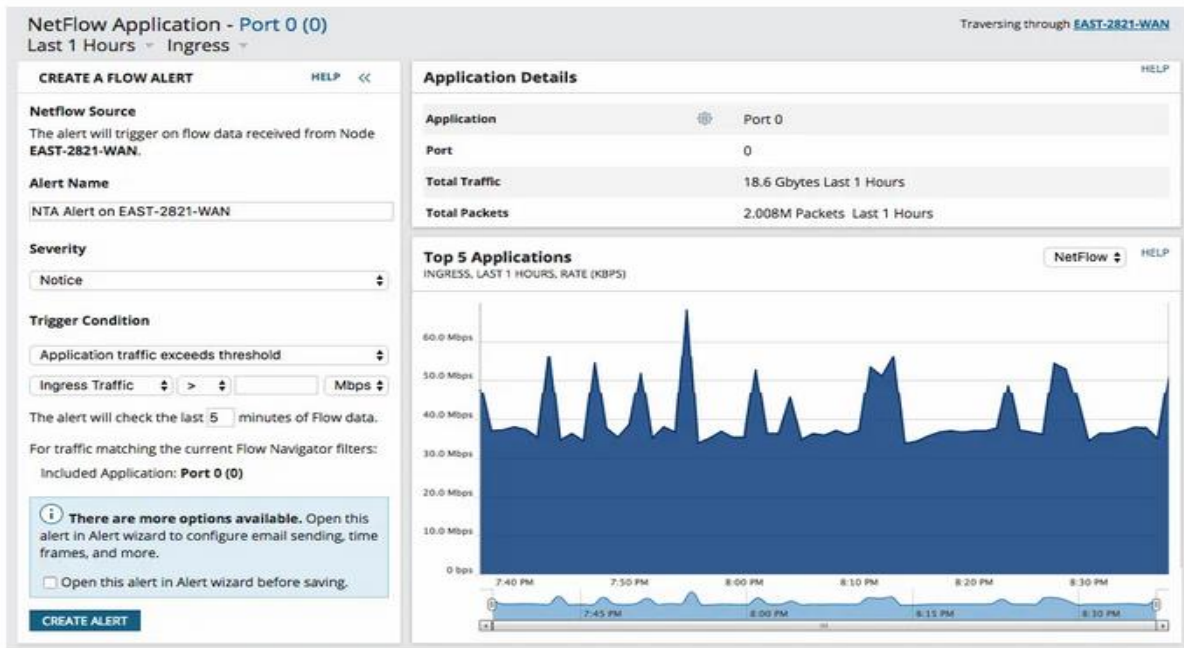 NetFlow Application - Port 0 (0)
Last 1 Hours Ingress
Traversing through EAST-2821-WAN
CREATE A FLOW ALERT HELP <<
Netflow Source
The alert will trigger on flow data received from Node
EAST-2821-WAN.
Alert Name
NTA Alert on EAST-2821-WAN
Severity
Notice
Trigger Condition
Application traffic exceeds threshold
Ingress Traffic > Mbps
The alert will check the last 5 minutes of Flow data.
For traffic matching the current Flow Navigator filters:
Included Application: Port 0 (0)
There are more options available. Open this
alert in Alert wizard to configure email sending, time
frames, and more.
Open this alert in Alert wizard before saving.
CREATE ALERT
Application Details HELP
Application Port 0
Port 0
Total Traffic 18.6 Gbytes Last 1 Hours
Total Packets 2.008M Packets Last 1 Hours
Top 5 Applications NetFlow HELP
INGRESS, LAST 1 HOURS, RATE (KBPS)
60.0 Mbps
50.0 Mbps
40.0 Mbps
30.0 Mbps
20.0 Mbps
10.0 Mbps
0 bps
7:40 PM 7:50 PM 8:00 PM 8:10 PM 8:20 PM 8:30 PM
7:45 PM 8:00 PM 8:15 PM 8:30 PM